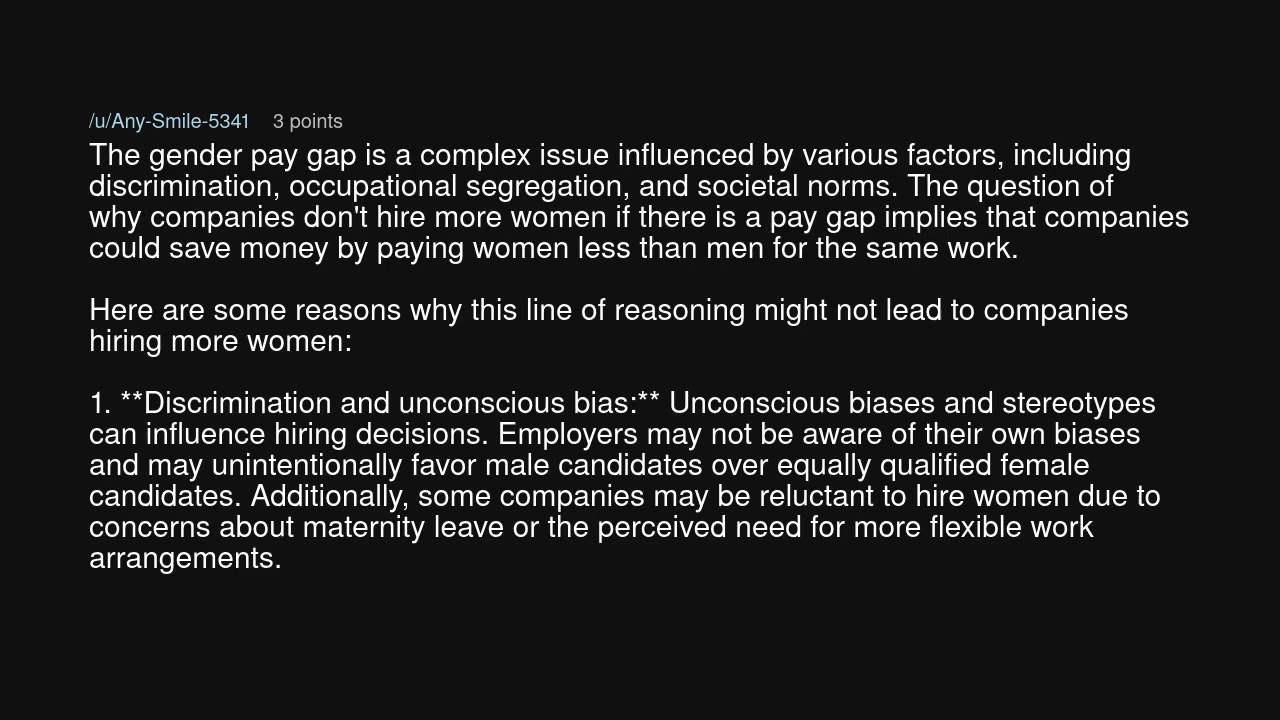 /u/Any-Smile-5341 3 points
The gender pay gap is a complex issue influenced by various factors, including
discrimination, occupational segregation, and societal norms. The question of
why companies don't hire more women if there is a pay gap implies that companies
could save money by paying women less than men for the same work.
Here are some reasons why this line of reasoning might not lead to companies
hiring more women:
1. **Discrimination and unconscious bias:** Unconscious biases and stereotypes
can influence hiring decisions. Employers may not be aware of their own biases
and may unintentionally favor male candidates over equally qualified female
candidates. Additionally, some companies may be reluctant to hire women due to
concerns about maternity leave or the perceived need for more flexible work
arrangements.